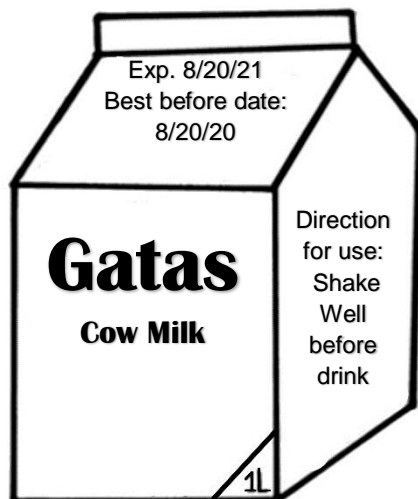 Exp. 8/20/21
Best before date:
8/20/20
Gatas
Cow Milk
Direction
for use:
Shake
Well
before
drink
1L